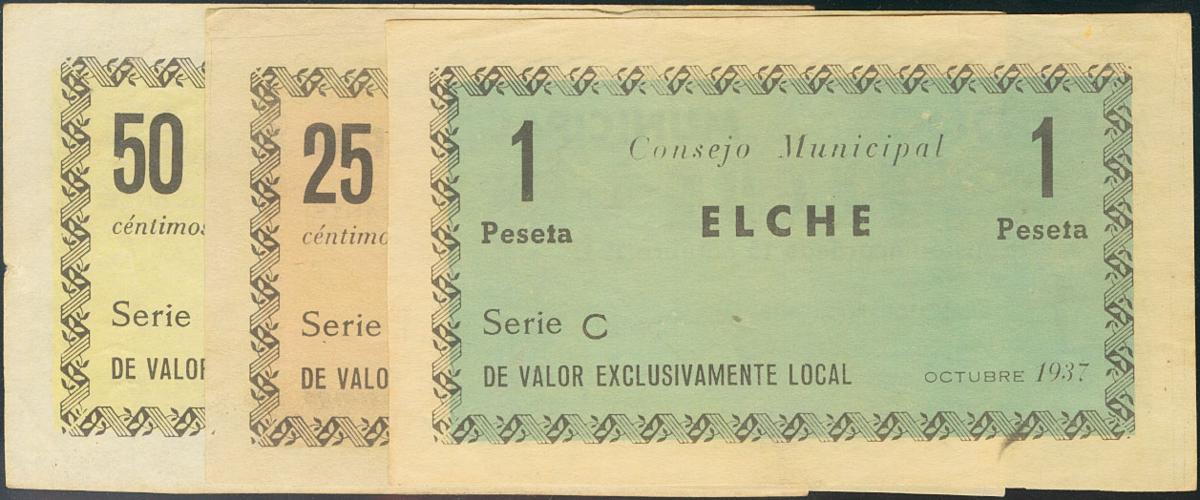 50
céntimos
Serie
DE VALOR
25
céntimo
Serie
DE VALO
1 Consejo Municipal 1
Peseta ELCHE Peseta
Serie C
DE VALOR EXCLUSIVAMENTE LOCAL OCTUBRE 1937